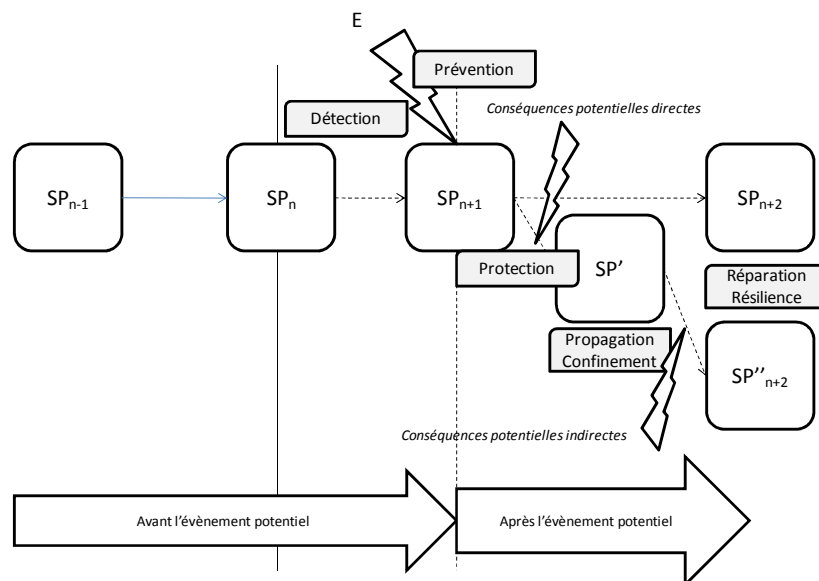 E
Prévention
Détection
Conséquences potentielles directes
SPn-1
SPn
SPn+1
SPn+2
Protection
SP’
Réparation
Résilience
Propagation
Confinement
SP’’n+2
Conséquences potentielles indirectes
Avant l’évènement potentiel
Après l’évènement potentiel